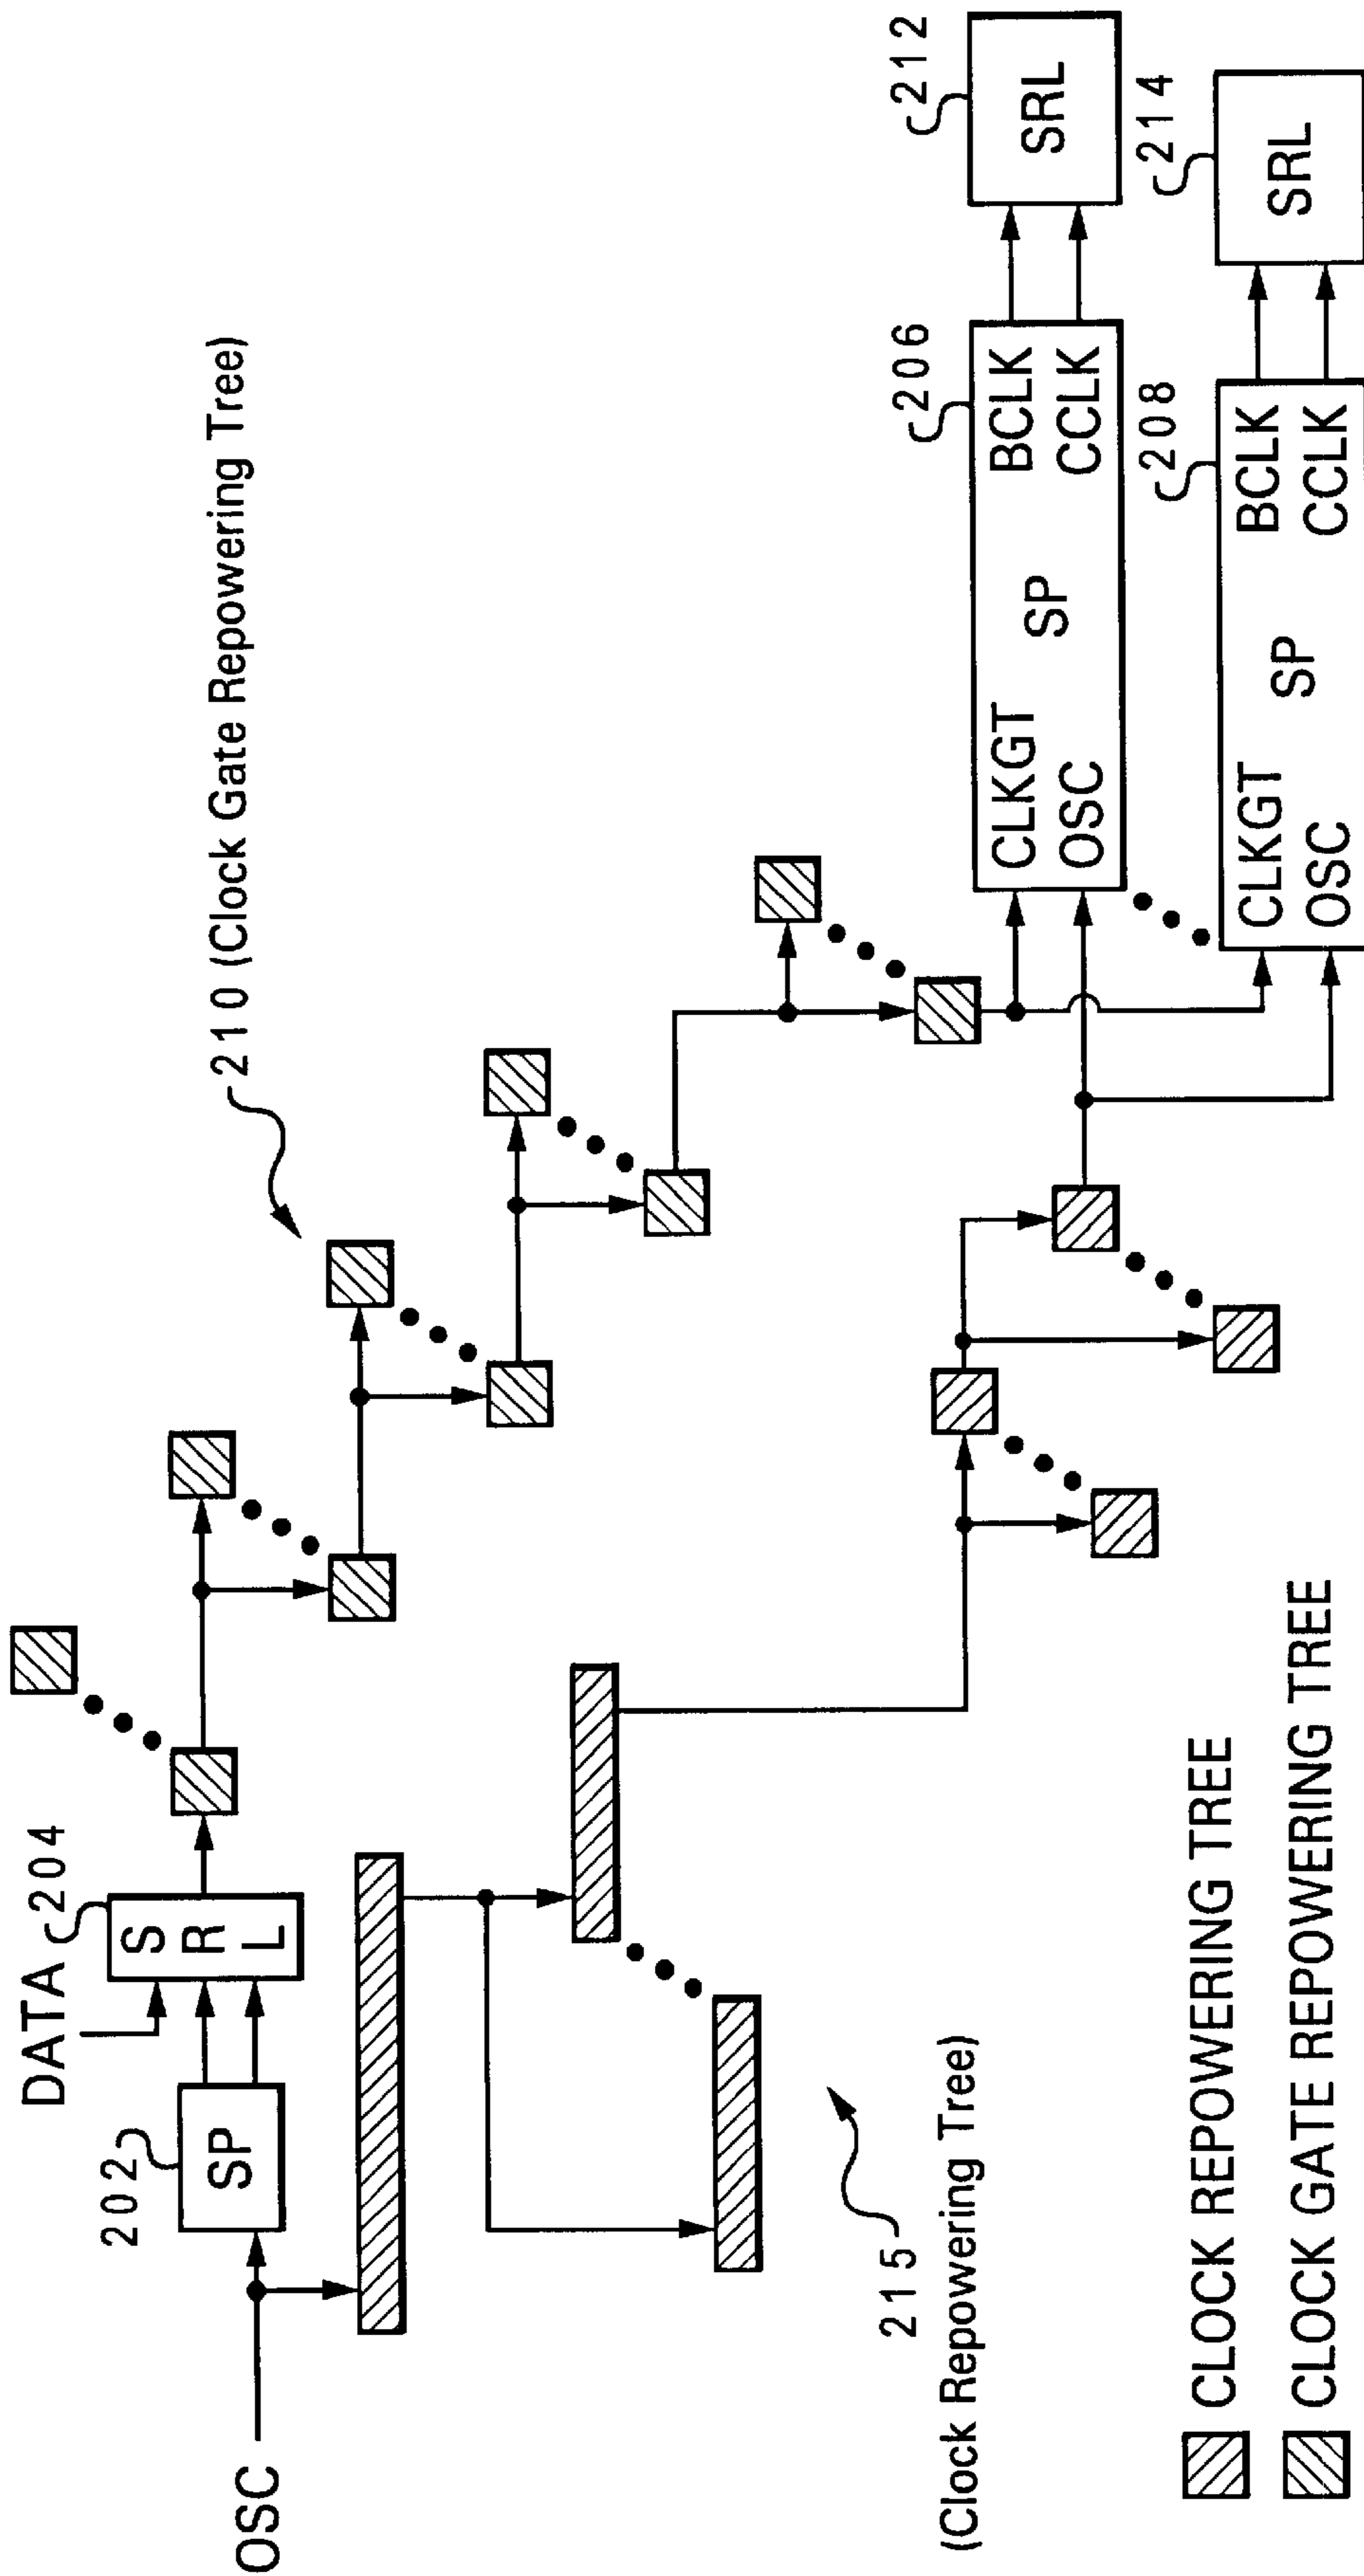 210 (Clock Gate Repowering Tree)
DATA
204
S
R
L
202
SP
OSC
212
SRL
206
CLKGT
BCLK
SP
OSC
CCLK
214
SRL
208
CLKGT
BCLK
SP
OSC
CCLK
215
(Clock Repowering Tree)
CLOCK REPOWERING TREE
CLOCK GATE REPOWERING TREE